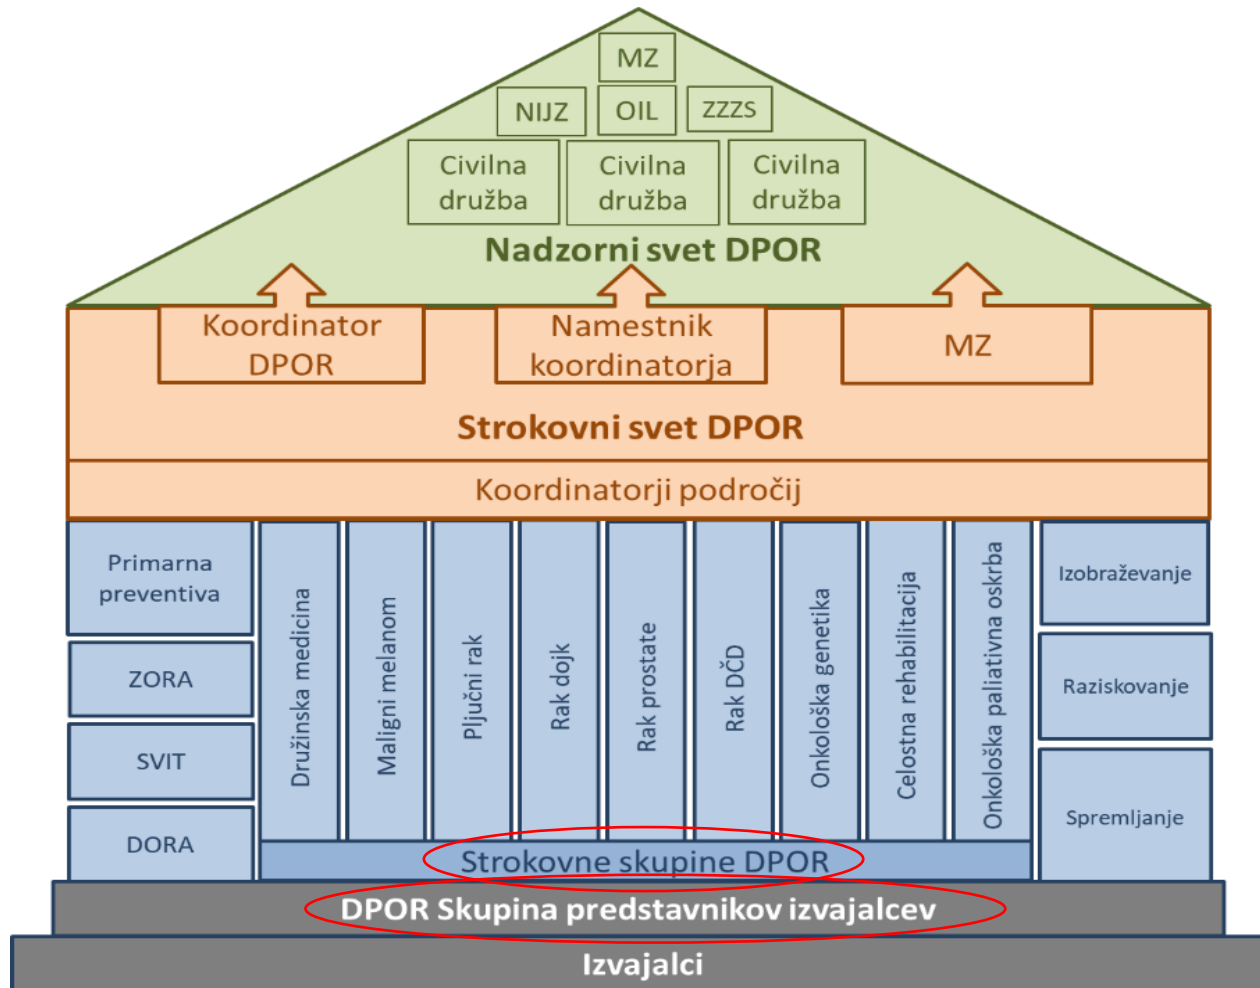 MZ
NIJZ
OIL
ZZZS
Civilna
družba
Civilna
družba
Civilna
družba
Nadzorni svet DPOR
Koordinator
DPOR
Namestnik
koordinatorja
MZ
Strokovni svet DPOR
Koordinatorji področij
Primarna
preventiva
ZORA
SVIT
DORA
Družinska medicina
Maligni melanom
Pljučni rak
Rak dojk
Rak prostate
Rak DČD
Onkološka genetika
Celostna rehabilitacija
Onkološka paliativna oskrba
Izobraževanje
Raziskovanje
Spremljanje
Strokovne skupine DPOR
DPOR Skupina predstavnikov izvajalcev
Izvajalci